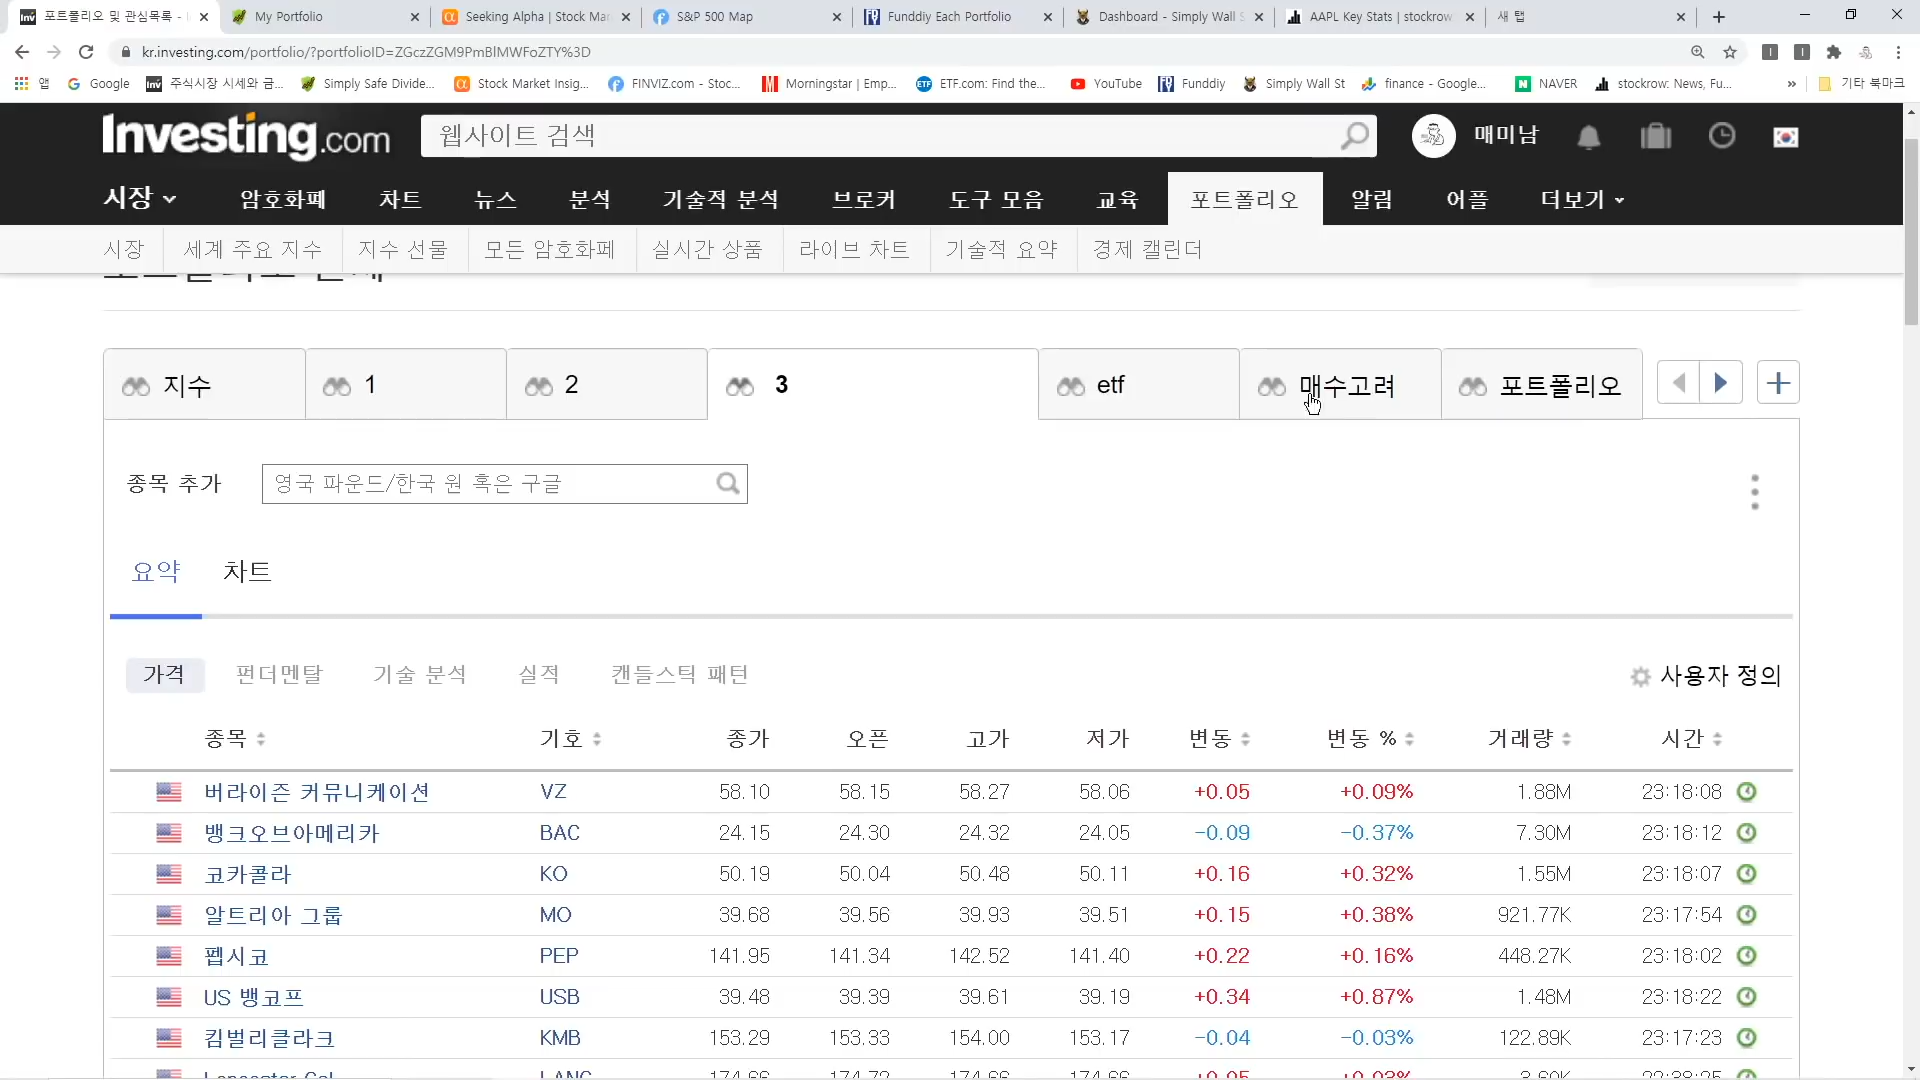 포트폴리오 및 관심목록 -
My Portfolio
Seeking Alpha | Stock Mar
S&P 500 Map
Funddiy Each Portfolio
Dashboard - Simply Wall S
AAPL Key Stats | stockrow
새 탭
kr.investing.com/portfolio/?portfolioID=ZGczZGM9PmBlMWFoZTY%3D
앱
Google
주식시장 시세와 금...
Simply Safe Divide...
Stock Market Insig...
FINVIZ.com - Stoc...
Morningstar | Emp...
ETF.com: Find the...
YouTube
Funddiy
Simply Wall St
finance - Google...
NAVER
stockrow: News, Fu...
»
기타 북마크
Investing.com
웹사이트 검색
매미남
시장 암호화폐 차트 뉴스 분석 기술적 분석 브로커 도구 모음 교육 포트폴리오 알림 어플 더보기
시장 세계 주요 지수 지수 선물 모든 암호화폐 실시간 상품 라이브 차트 기술적 요약 경제 캘린더
지수 1 2 3 etf 매수고려 포트폴리오
종목 추가 영국 파운드/한국 원 혹은 구글
요약 차트
가격 펀더멘탈 기술 분석 실적 캔들스틱 패턴 사용자 정의
종목 기호 종가 오픈 고가 저가 변동 변동 % 거래량 시간
버라이즌 커뮤니케이션 VZ 58.10 58.15 58.27 58.06 +0.05 +0.09% 1.88M 23:18:08
뱅크오브아메리카 BAC 24.15 24.30 24.32 24.05 -0.09 -0.37% 7.30M 23:18:12
코카콜라 KO 50.19 50.04 50.48 50.11 +0.16 +0.32% 1.55M 23:18:07
알트리아 그룹 MO 39.68 39.56 39.93 39.51 +0.15 +0.38% 921.77K 23:17:54
펩시코 PEP 141.95 141.34 142.52 141.40 +0.22 +0.16% 448.27K 23:18:02
US 뱅코프 USB 39.48 39.39 39.61 39.19 +0.34 +0.87% 1.48M 23:18:22
킴벌리클라크 KMB 153.29 153.33 154.00 153.17 -0.04 -0.03% 122.89K 23:17:23